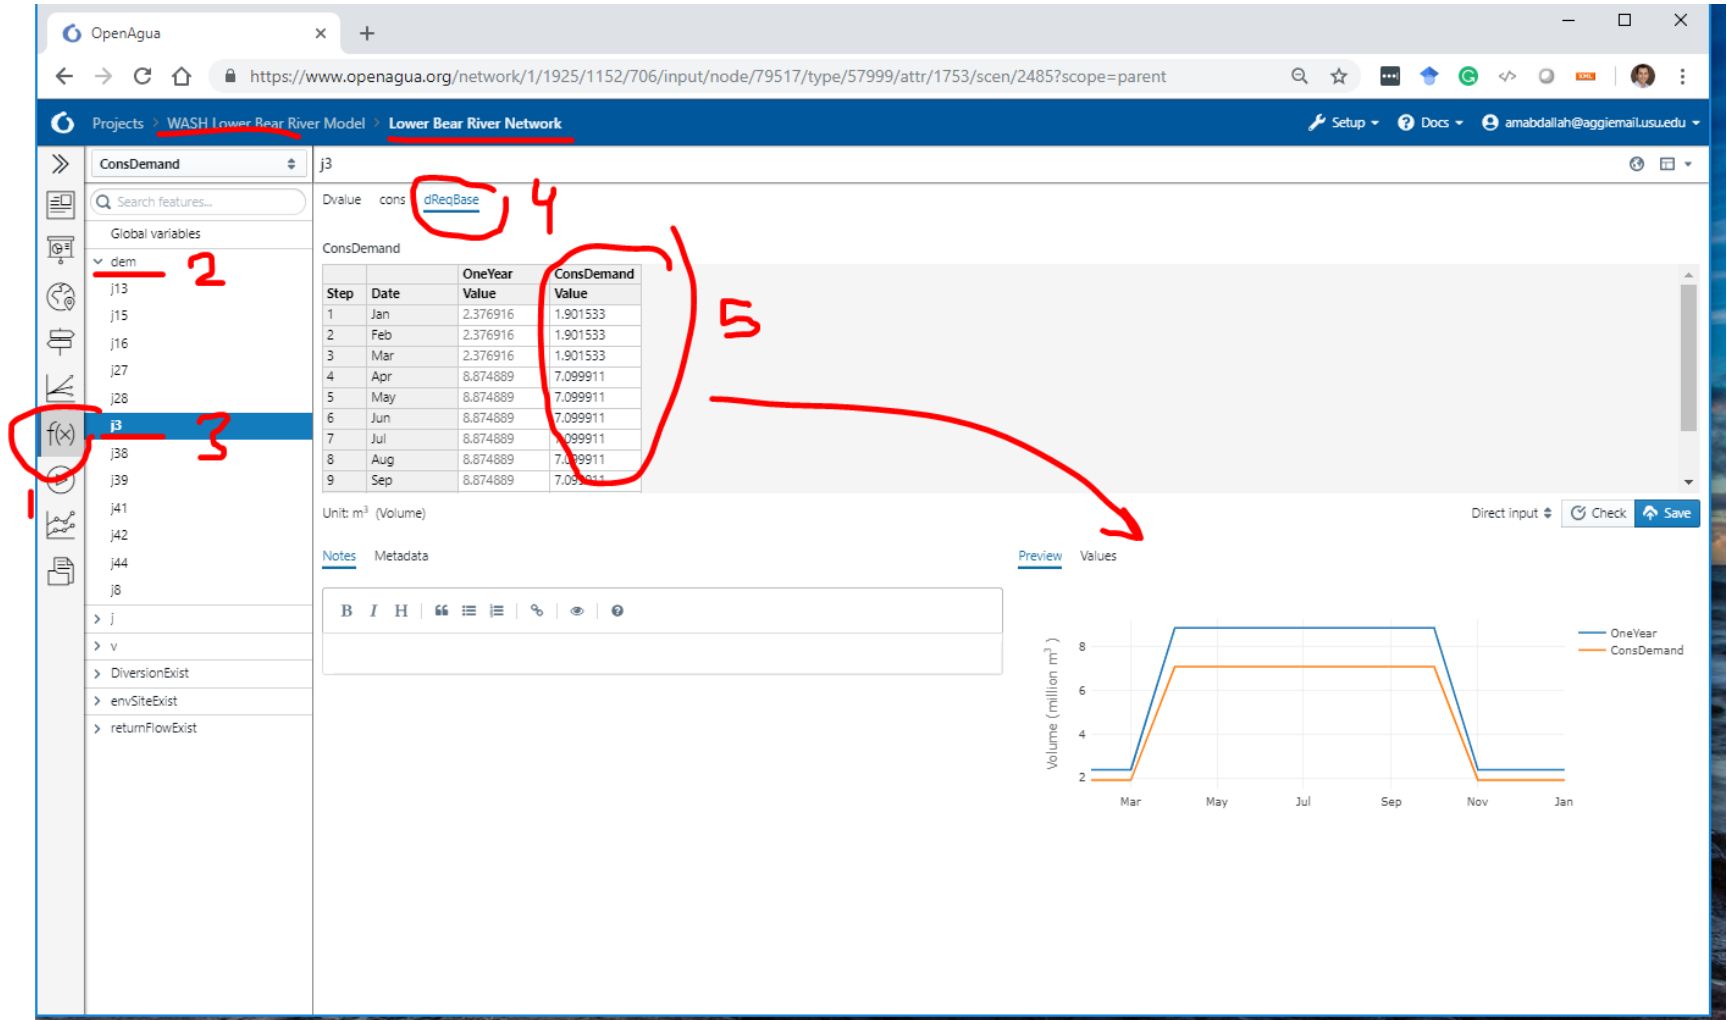 OpenAgua
https://www.openagua.org/network/1/1925/1152/706/input/node/79517/type/57999/attr/1753/scen/2485?scope=parent
XML
Projects > WASH Lower Bear River Model > Lower Bear River Network
Setup Docs amabdallah@aggiemail.usu.edu
ConsDemand
j3
Search features...
Dvalue cons dReqBase
4
Global variables
dem
2
j13
j15
j16
j27
j28
j3
3
j38
j39
j41
j42
j44
j8
j
v
DiversionExist
envSiteExist
returnFlowExist
f(x)
1
ConsDemand
OneYear ConsDemand
Step Date Value Value
1 Jan 2.376916 1.901533
2 Feb 2.376916 1.901533
3 Mar 2.376916 1.901533
4 Apr 8.874889 7.099911
5 May 8.874889 7.099911
6 Jun 8.874889 7.099911
7 Jul 8.874889 7.099911
8 Aug 8.874889 7.099911
9 Sep 8.874889 7.099911
5
Unit: m³ (Volume)
Direct input Check Save
Notes Metadata
Preview Values
B I H
Volume (million m³)
8
6
4
2
Mar May Jul Sep Nov Jan
OneYear
ConsDemand